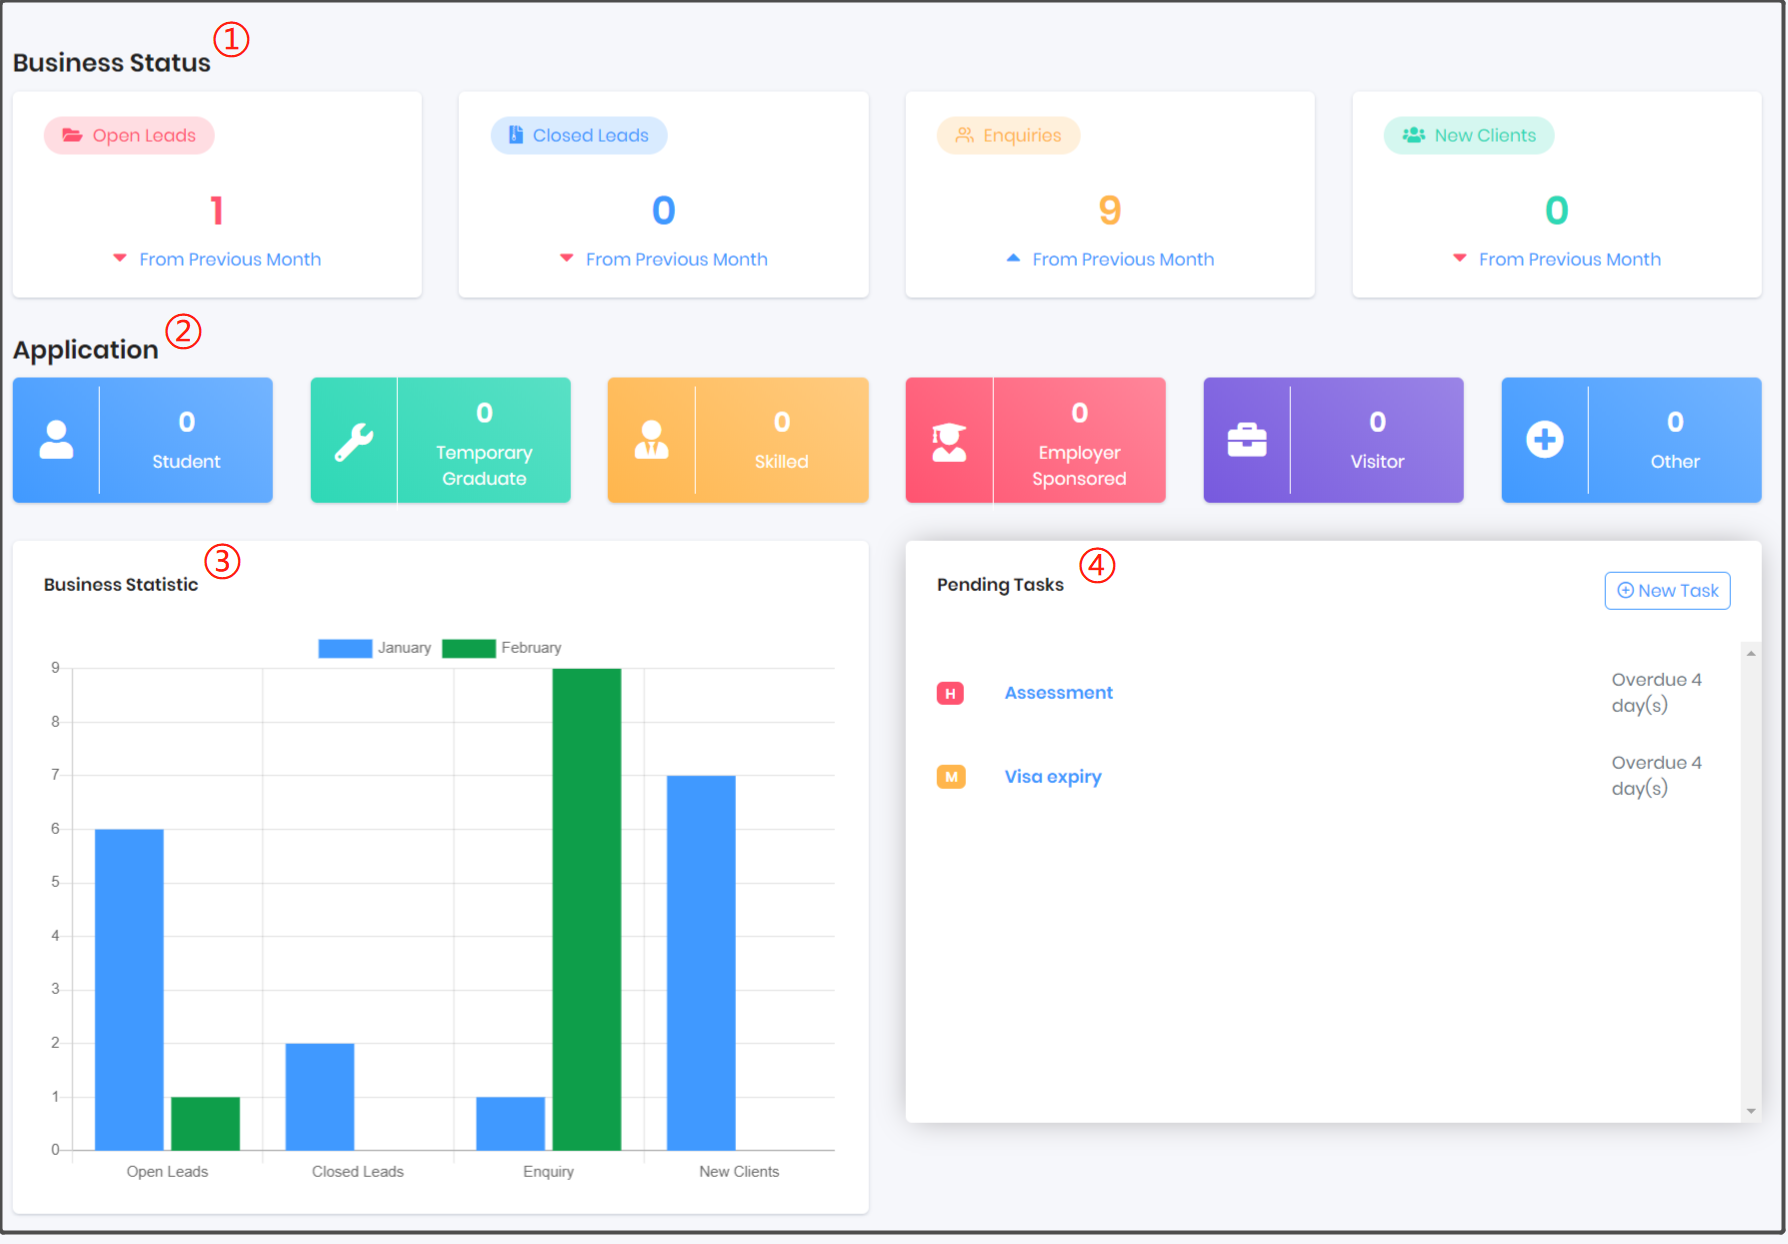 Business Status ①
Open Leads
Closed Leads
Enquiries
New Clients
1
0
9
0
From Previous Month
From Previous Month
From Previous Month
From Previous Month
Application ②
0
Student
0
Temporary
Graduate
0
Skilled
0
Employer
Sponsored
0
Visitor
0
Other
Business Statistic ③
January
February
9
8
7
6
5
4
3
2
1
0
Open Leads
Closed Leads
Enquiry
New Clients
Pending Tasks ④
New Task
H
Assessment
Overdue 4
day(s)
M
Visa expiry
Overdue 4
day(s)